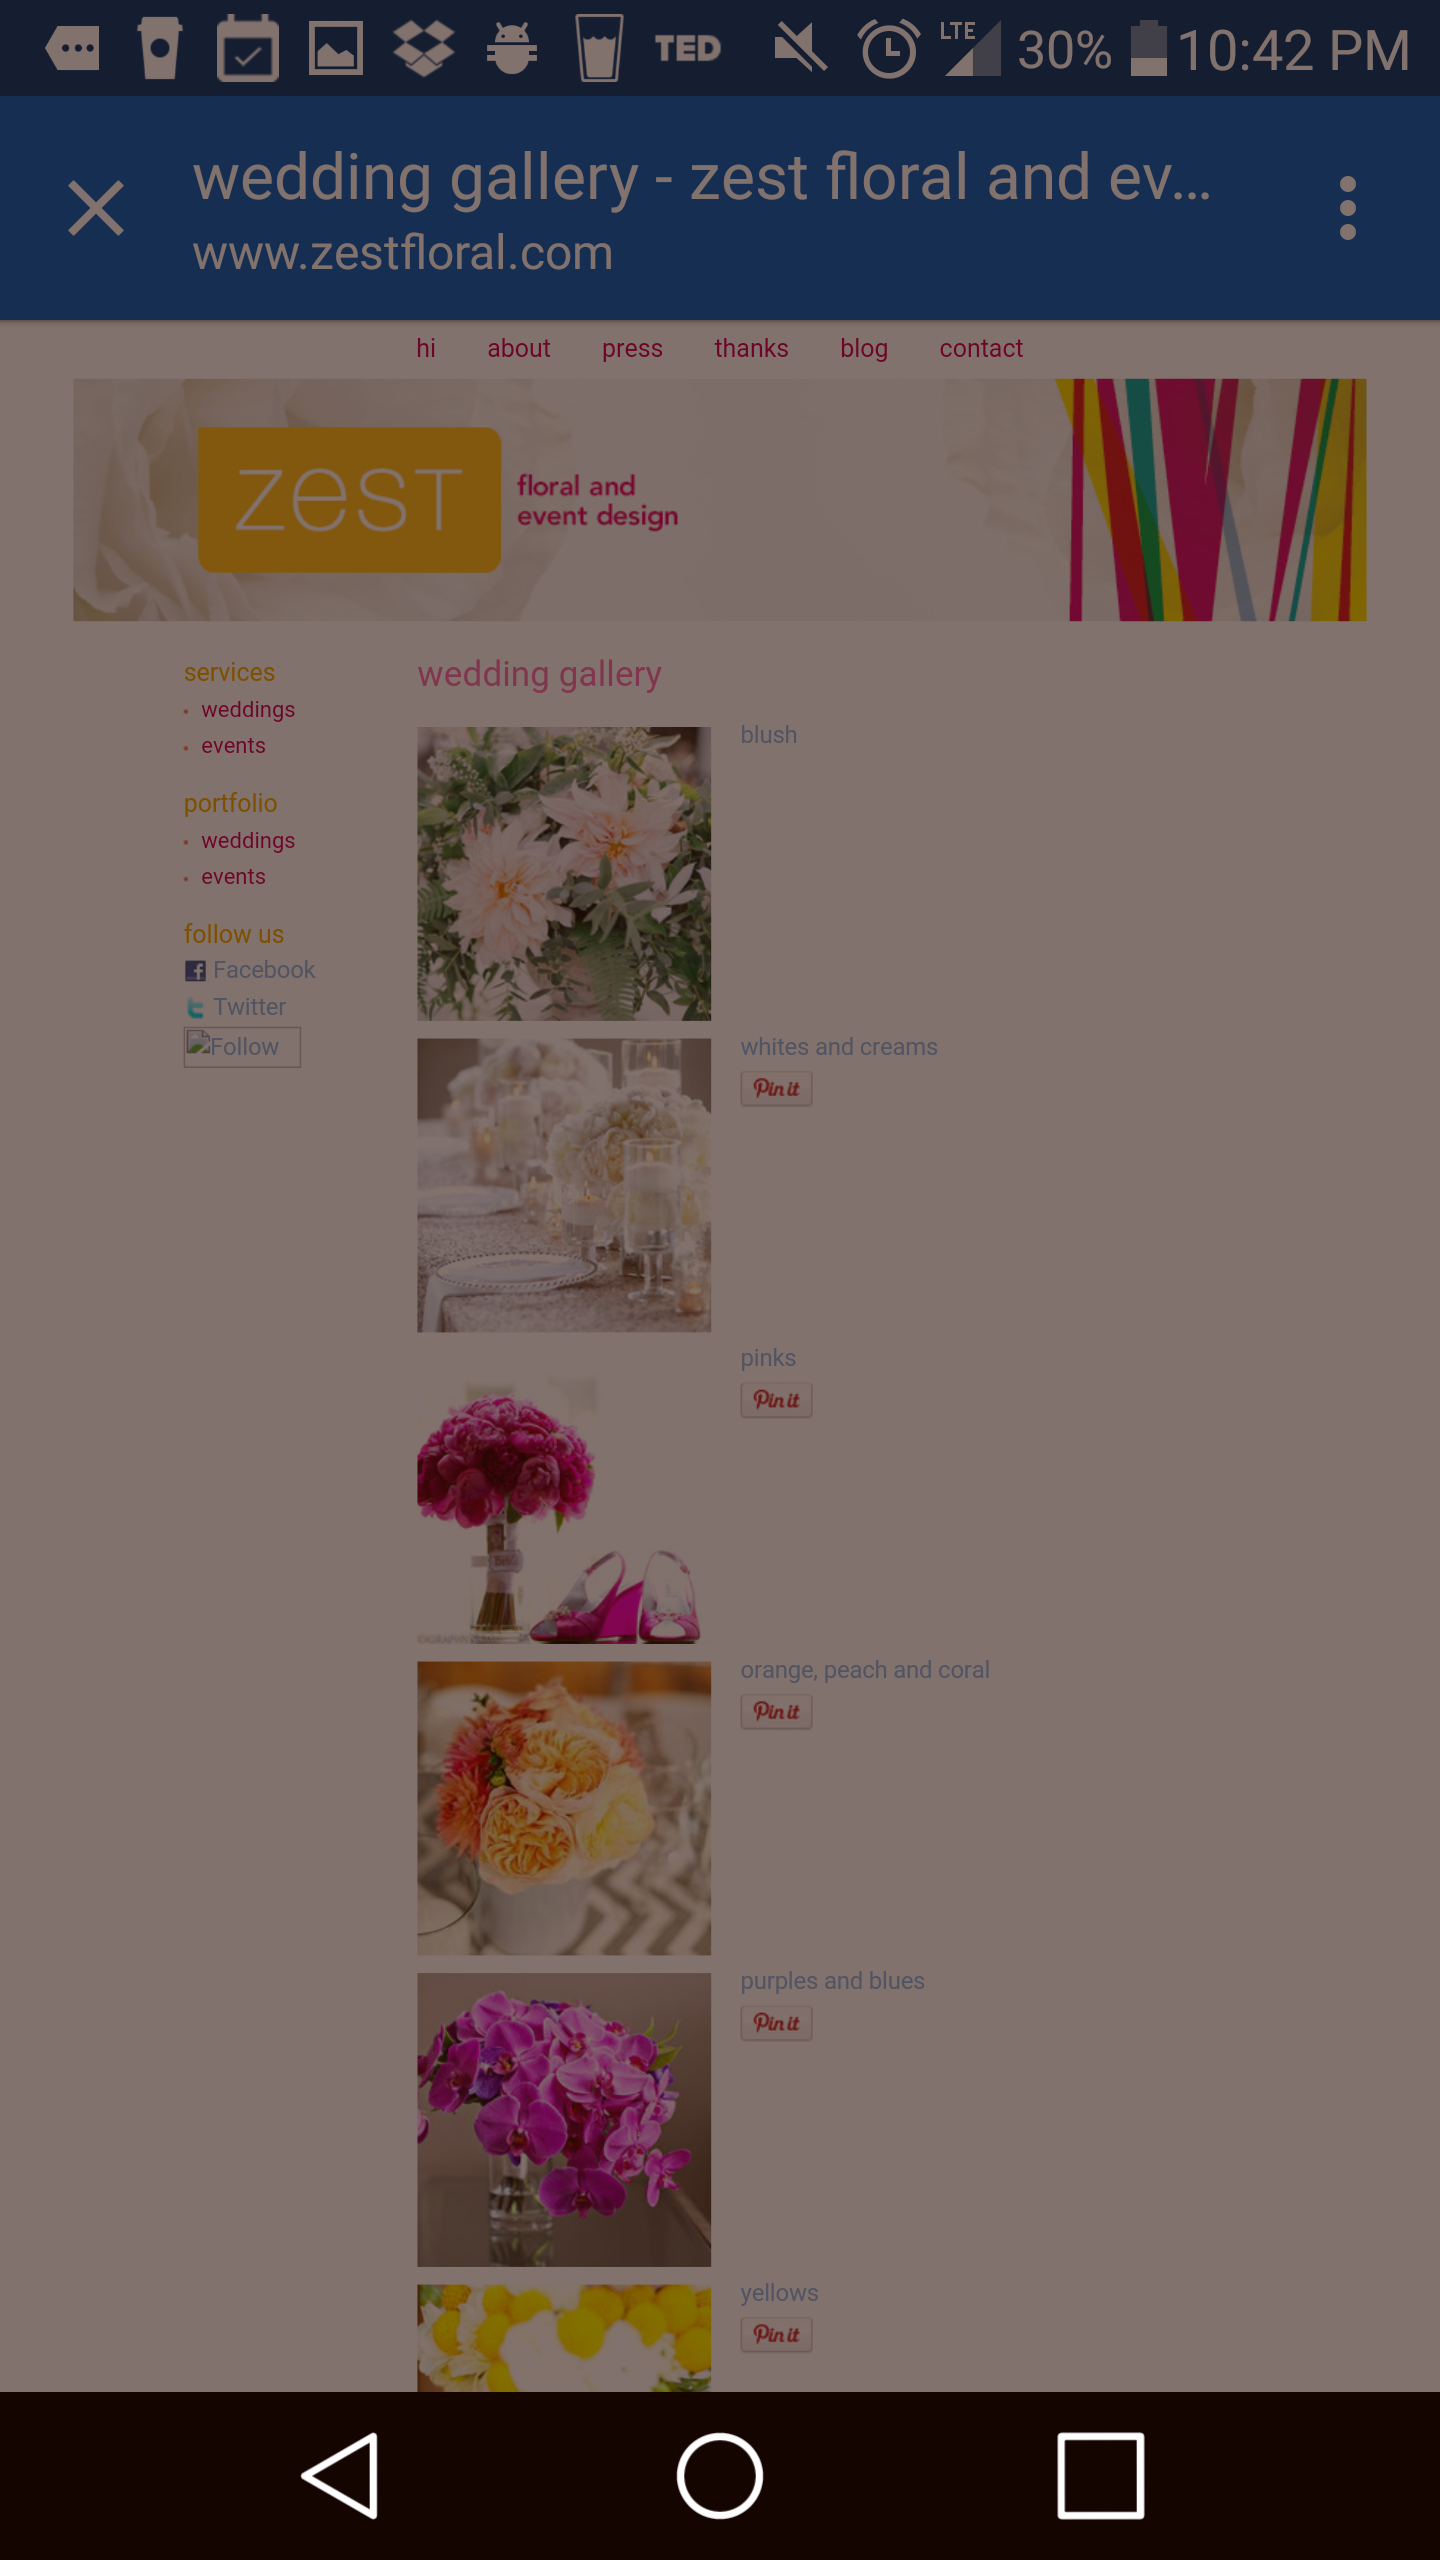 TED LTE 30% 10:42 PM
wedding gallery - zest floral and ev...
www.zestfloral.com
hi about press thanks blog contact
zest
floral and
event design
services
weddings
events
portfolio
weddings
events
follow us
Facebook
Twitter
Follow
wedding gallery
blush
whites and creams
Pin it
pinks
Pin it
orange, peach and coral
Pin it
purples and blues
Pin it
yellows
Pin it